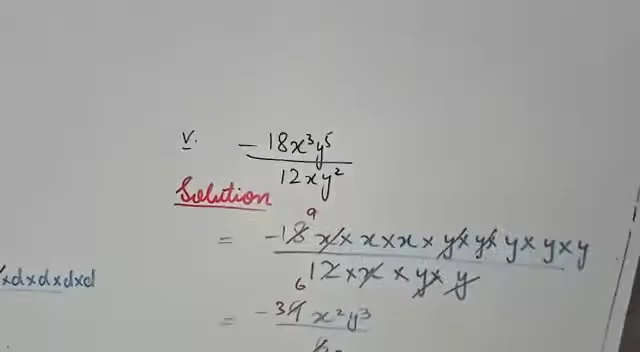 v. - 18x³y⁵
12xy²
Solution
9
= -18 x × x × x × y × y × y × y × y
6 12 × x × y × y
×d×d×d×d
= -3 x²y³